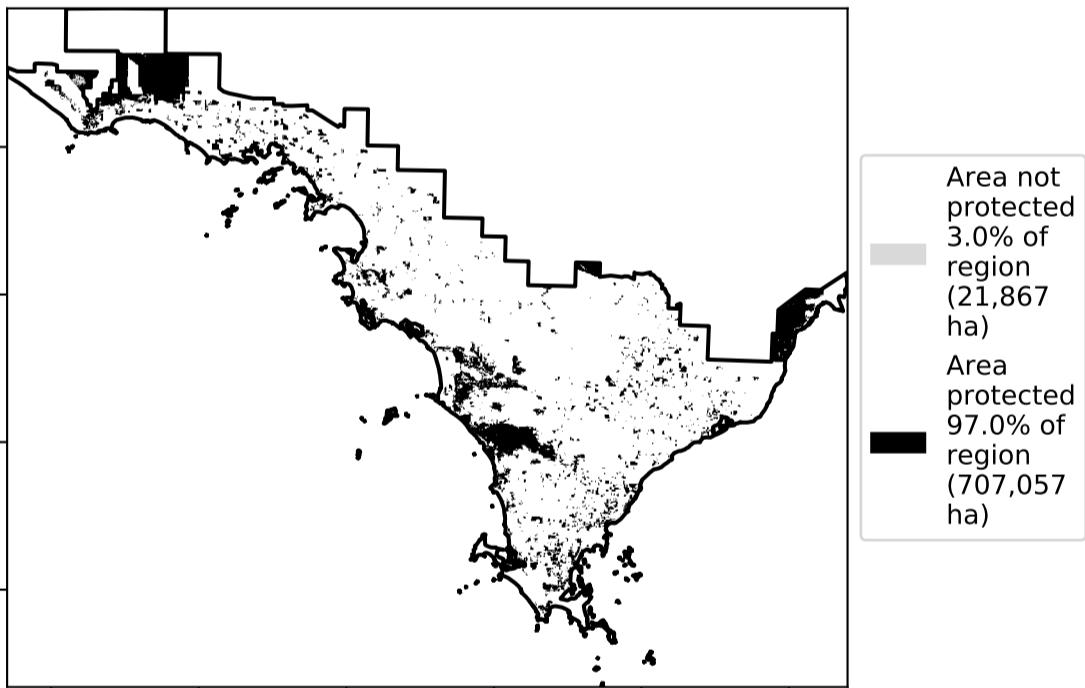 Area not
protected
3.0% of
region
(21,867
ha)
Area
protected
97.0% of
region
(707,057
ha)